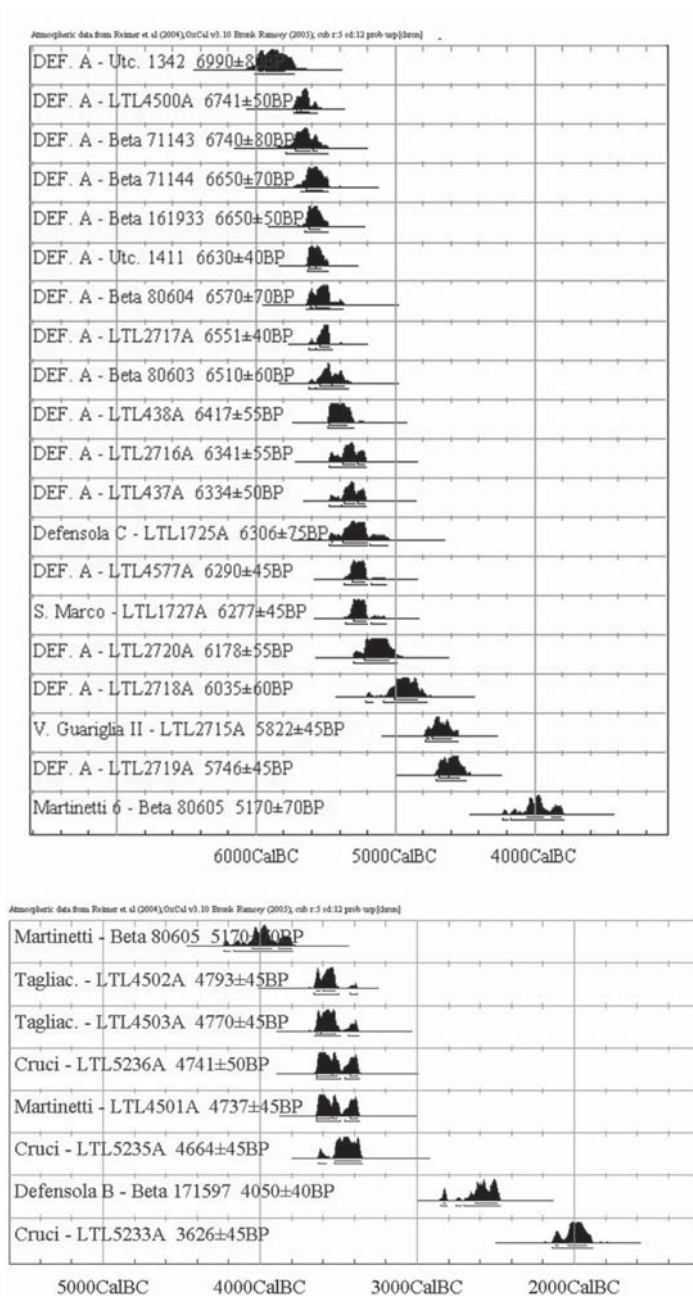 Atmospheric data from Reimer et al (2004);OxCal v3.10 Bronk Ramsey (2005); cub r:5 sd:12 prob usp[chron]
DEF. A - Utc. 1342 6990±80BP
DEF. A - LTL4500A 6741±50BP
DEF. A - Beta 71143 6740±80BP
DEF. A - Beta 71144 6650±70BP
DEF. A - Beta 161933 6650±50BP
DEF. A - Utc. 1411 6630±40BP
DEF. A - Beta 80604 6570±70BP
DEF. A - LTL2717A 6551±40BP
DEF. A - Beta 80603 6510±60BP
DEF. A - LTL438A 6417±55BP
DEF. A - LTL2716A 6341±55BP
DEF. A - LTL437A 6334±50BP
Defensola C - LTL1725A 6306±75BP
DEF. A - LTL4577A 6290±45BP
S. Marco - LTL1727A 6277±45BP
DEF. A - LTL2720A 6178±55BP
DEF. A - LTL2718A 6035±60BP
V. Guariglia II - LTL2715A 5822±45BP
DEF. A - LTL2719A 5746±45BP
Martinetti 6 - Beta 80605 5170±70BP
6000CalBC 5000CalBC 4000CalBC
Atmospheric data from Reimer et al (2004);OxCal v3.10 Bronk Ramsey (2005); cub r:5 sd:12 prob usp[chron]
Martinetti - Beta 80605 5170±70BP
Tagliac. - LTL4502A 4793±45BP
Tagliac. - LTL4503A 4770±45BP
Cruci - LTL5236A 4741±50BP
Martinetti - LTL4501A 4737±45BP
Cruci - LTL5235A 4664±45BP
Defensola B - Beta 171597 4050±40BP
Cruci - LTL5233A 3626±45BP
5000CalBC 4000CalBC 3000CalBC 2000CalBC